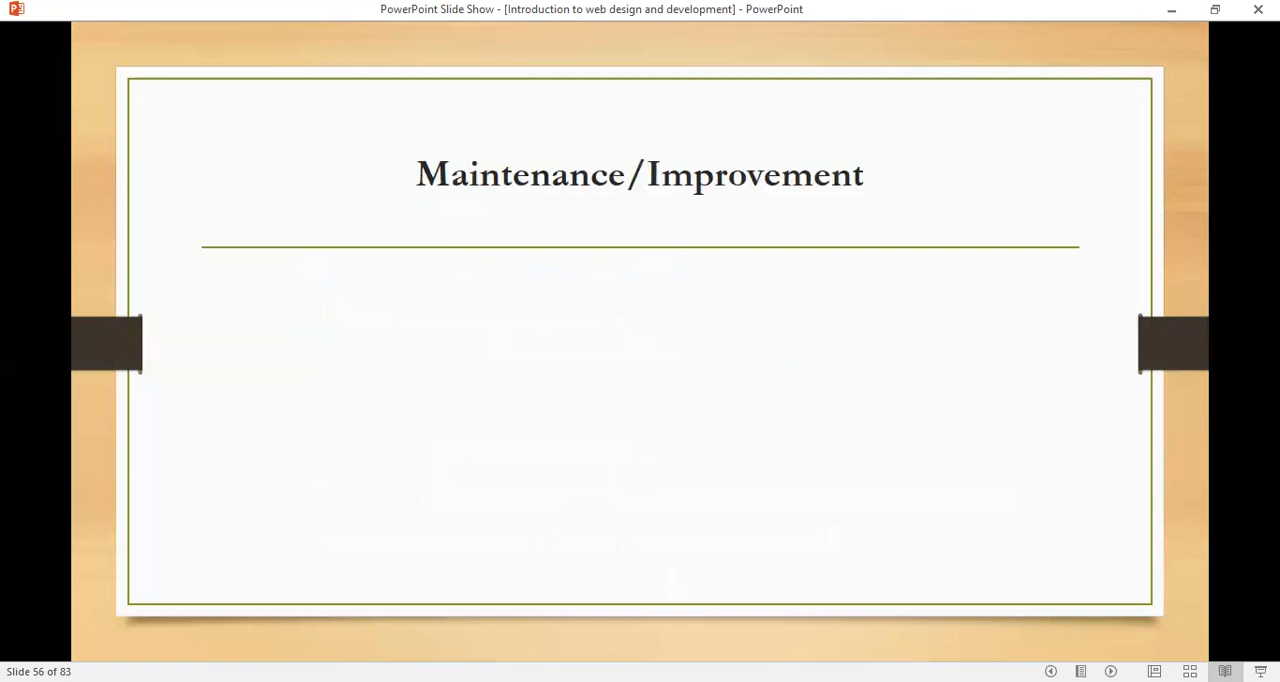 PowerPoint Slide Show - [Introduction to web design and development] - PowerPoint
Maintenance/Improvement
Slide 56 of 83